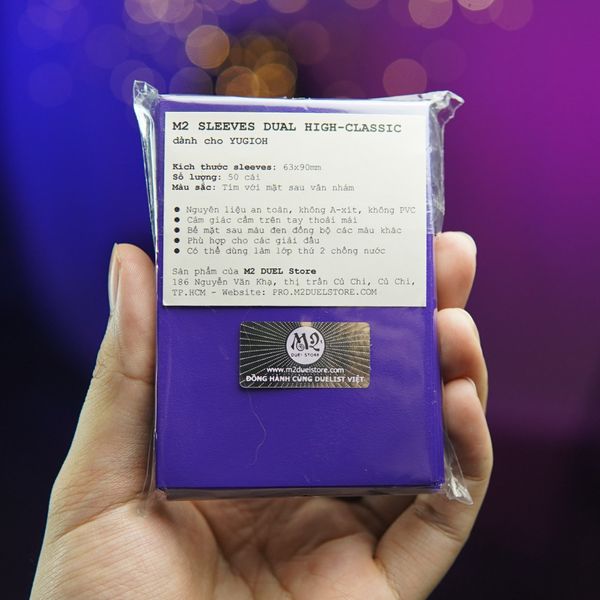 M2 SLEEVES DUAL HIGH-CLASSIC
dành cho YUGIOH
Kích thước sleeves: 63x90mm
Số lượng: 50 cái
Màu sắc: Tím với mặt sau vân nhám
● Nguyên liệu an toàn, không A-xít, không PVC
● Cảm giác cầm trên tay thoải mái
● Bề mặt sau màu đen đồng bộ các màu khác
● Phù hợp cho các giải đấu
● Có thể dùng làm lớp thứ 2 chống nước
Sản phẩm của M2 DUEL Store
186 Nguyễn Văn Khạ, thị trấn Củ Chi, Củ Chi,
TP.HCM - Website: PRO.M2DUELSTORE.COM
M2
DUEL STORE
www.m2duelstore.com
ĐỒNG HÀNH CÙNG DUELIST VIỆT